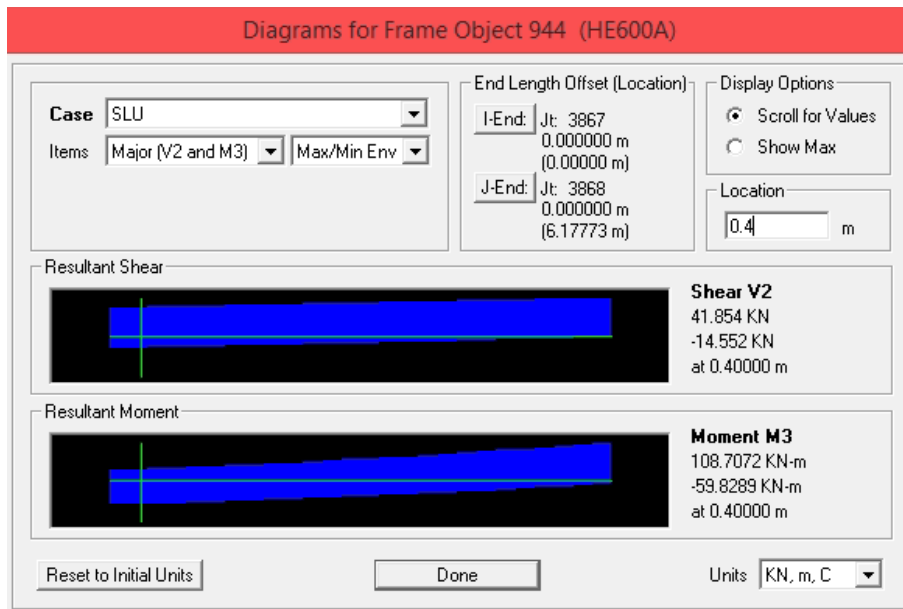 Diagrams for Frame Object 944 (HE600A)
Case SLU
Items Major (V2 and M3) Max/Min Env
End Length Offset (Location)
I-End: Jt: 3867
0.000000 m
(0.00000 m)
J-End: Jt: 3868
0.000000 m
(6.17773 m)
Display Options
Scroll for Values
Show Max
Location
0.4 m
Resultant Shear
Shear V2
41.854 KN
-14.552 KN
at 0.40000 m
Resultant Moment
Moment M3
108.7072 KN-m
-59.8289 KN-m
at 0.40000 m
Reset to Initial Units
Done
Units KN, m, C